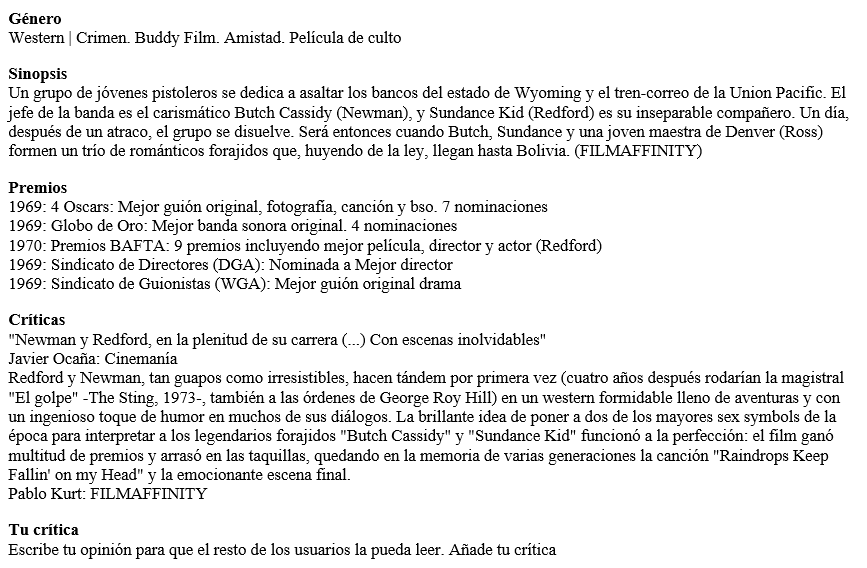 Género
Western | Crimen. Buddy Film. Amistad. Película de culto
Sinopsis
Un grupo de jóvenes pistoleros se dedica a asaltar los bancos del estado de Wyoming y el tren-correo de la Union Pacific. El
jefe de la banda es el carismático Butch Cassidy (Newman), y Sundance Kid (Redford) es su inseparable compañero. Un día,
después de un atraco, el grupo se disuelve. Será entonces cuando Butch, Sundance y una joven maestra de Denver (Ross)
formen un trío de románticos forajidos que, huyendo de la ley, llegan hasta Bolivia. (FILMAFFINITY)
Premios
1969: 4 Oscars: Mejor guión original, fotografía, canción y bso. 7 nominaciones
1969: Globo de Oro: Mejor banda sonora original. 4 nominaciones
1970: Premios BAFTA: 9 premios incluyendo mejor película, director y actor (Redford)
1969: Sindicato de Directores (DGA): Nominada a Mejor director
1969: Sindicato de Guionistas (WGA): Mejor guión original drama
Críticas
"Newman y Redford, en la plenitud de su carrera (...) Con escenas inolvidables"
Javier Ocaña: Cinemanía
Redford y Newman, tan guapos como irresistibles, hacen tándem por primera vez (cuatro años después rodarían la magistral
"El golpe" -The Sting, 1973-, también a las órdenes de George Roy Hill) en un western formidable lleno de aventuras y con
un ingenioso toque de humor en muchos de sus diálogos. La brillante idea de poner a dos de los mayores sex symbols de la
época para interpretar a los legendarios forajidos "Butch Cassidy" y "Sundance Kid" funcionó a la perfección: el film ganó
multitud de premios y arrasó en las taquillas, quedando en la memoria de varias generaciones la canción "Raindrops Keep
Fallin' on my Head" y la emocionante escena final.
Pablo Kurt: FILMAFFINITY
Tu crítica
Escribe tu opinión para que el resto de los usuarios la pueda leer. Añade tu crítica